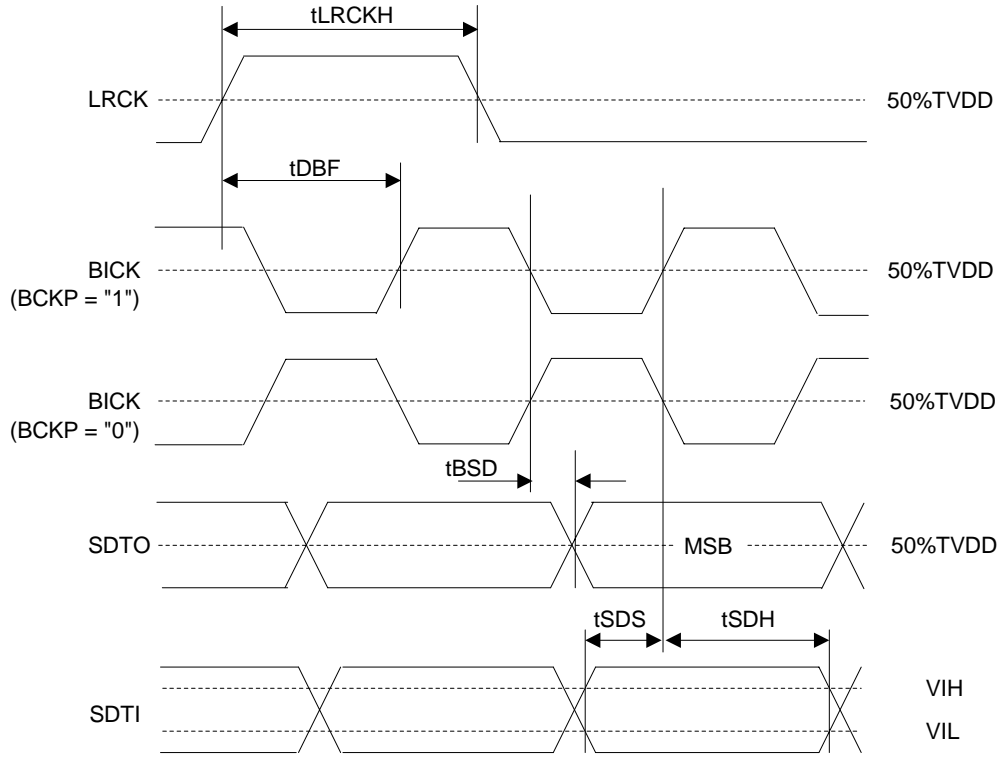 tLRCKH
LRCK
50%TVDD
tDBF
BICK
50%TVDD
(BCKP = "1")
BICK
50%TVDD
(BCKP = "0")
tBSD
SDTO
MSB
50%TVDD
tSDS
tSDH
VIH
SDTI
VIL